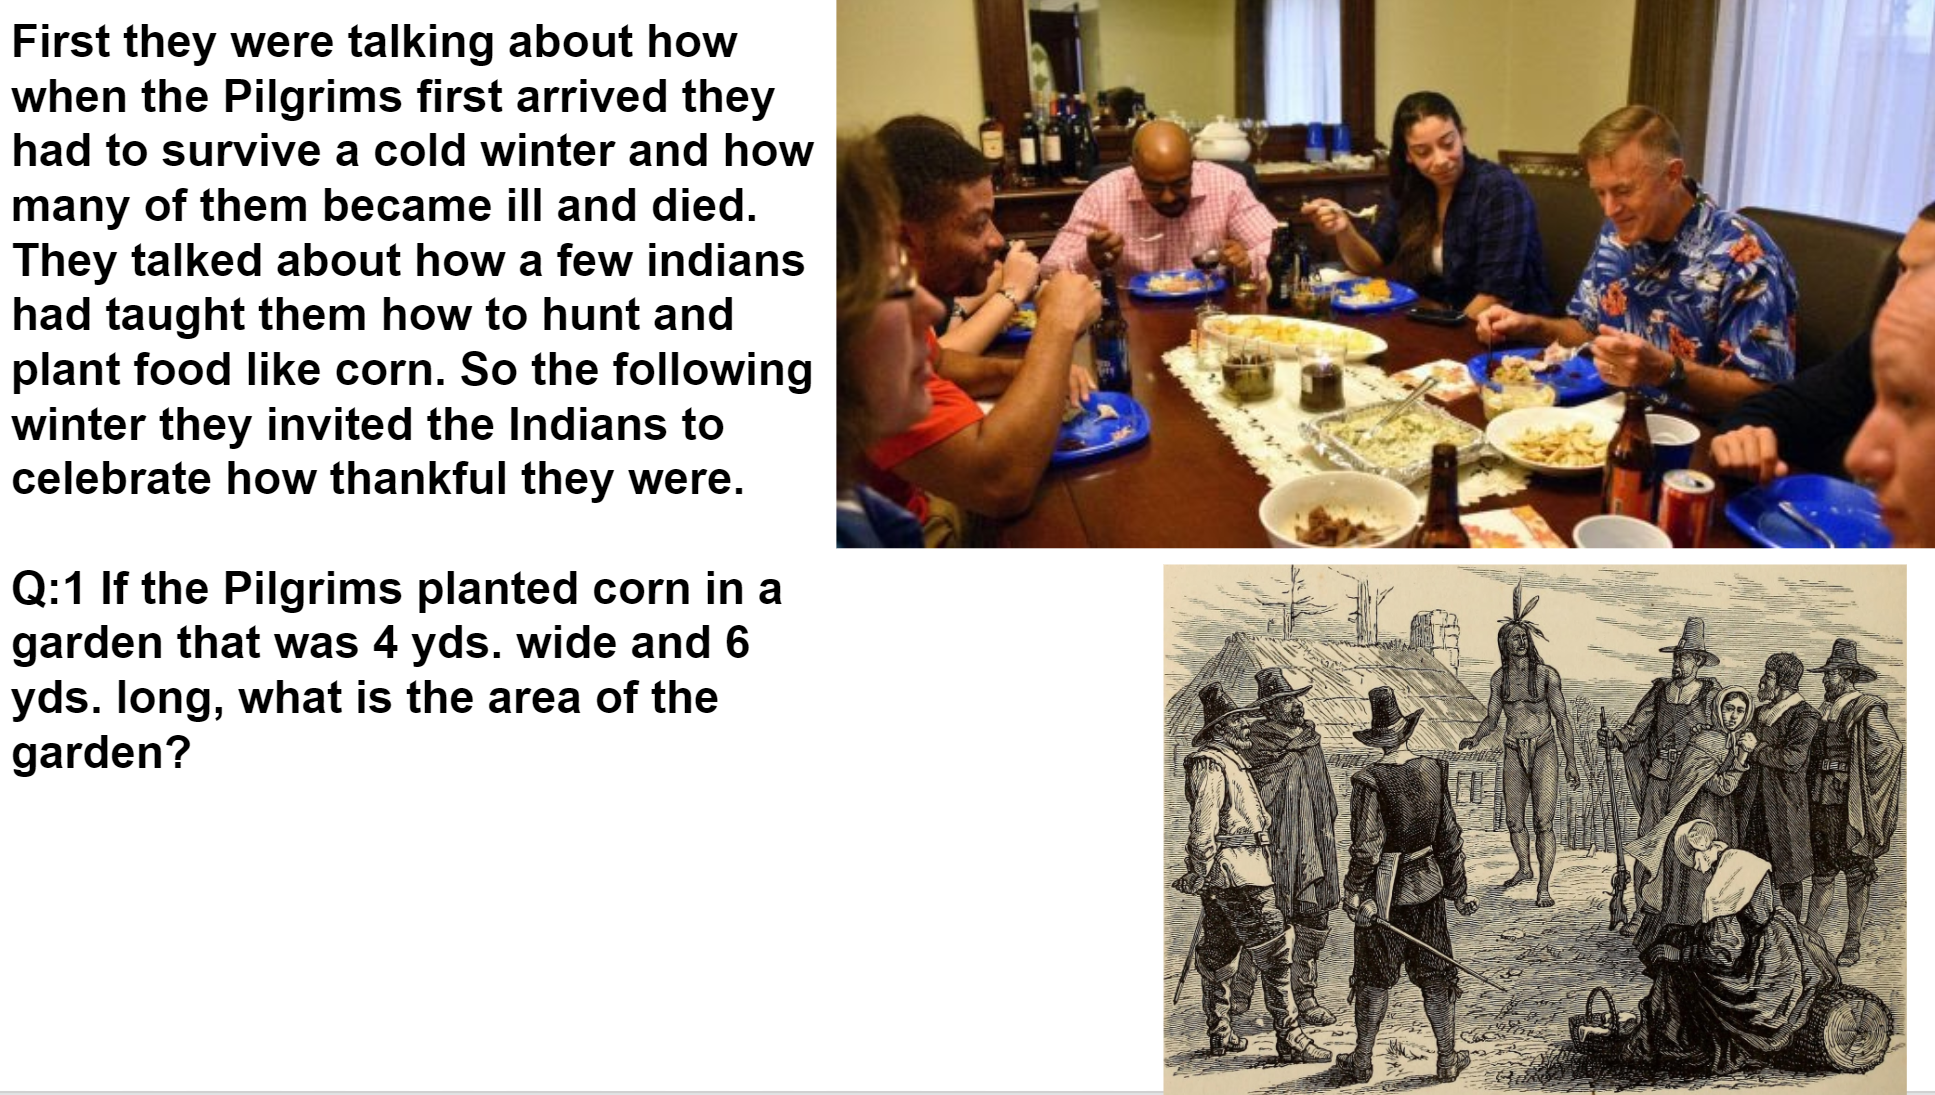 First they were talking about how
when the Pilgrims first arrived they
had to survive a cold winter and how
many of them became ill and died.
They talked about how a few indians
had taught them how to hunt and
plant food like corn. So the following
winter they invited the Indians to
celebrate how thankful they were.
Q:1 If the Pilgrims planted corn in a
garden that was 4 yds. wide and 6
yds. long, what is the area of the
garden?